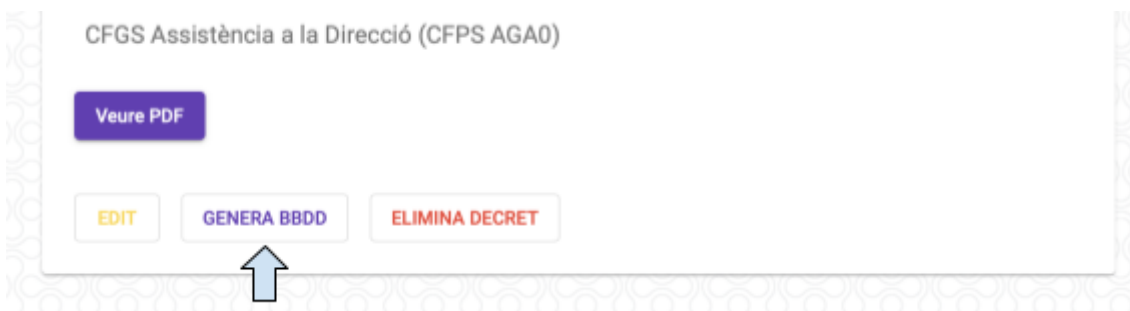 CFGS Assistència a la Direcció (CFPS AGA0)
Veure PDF
EDIT GENERA BBDD ELIMINA DECRET